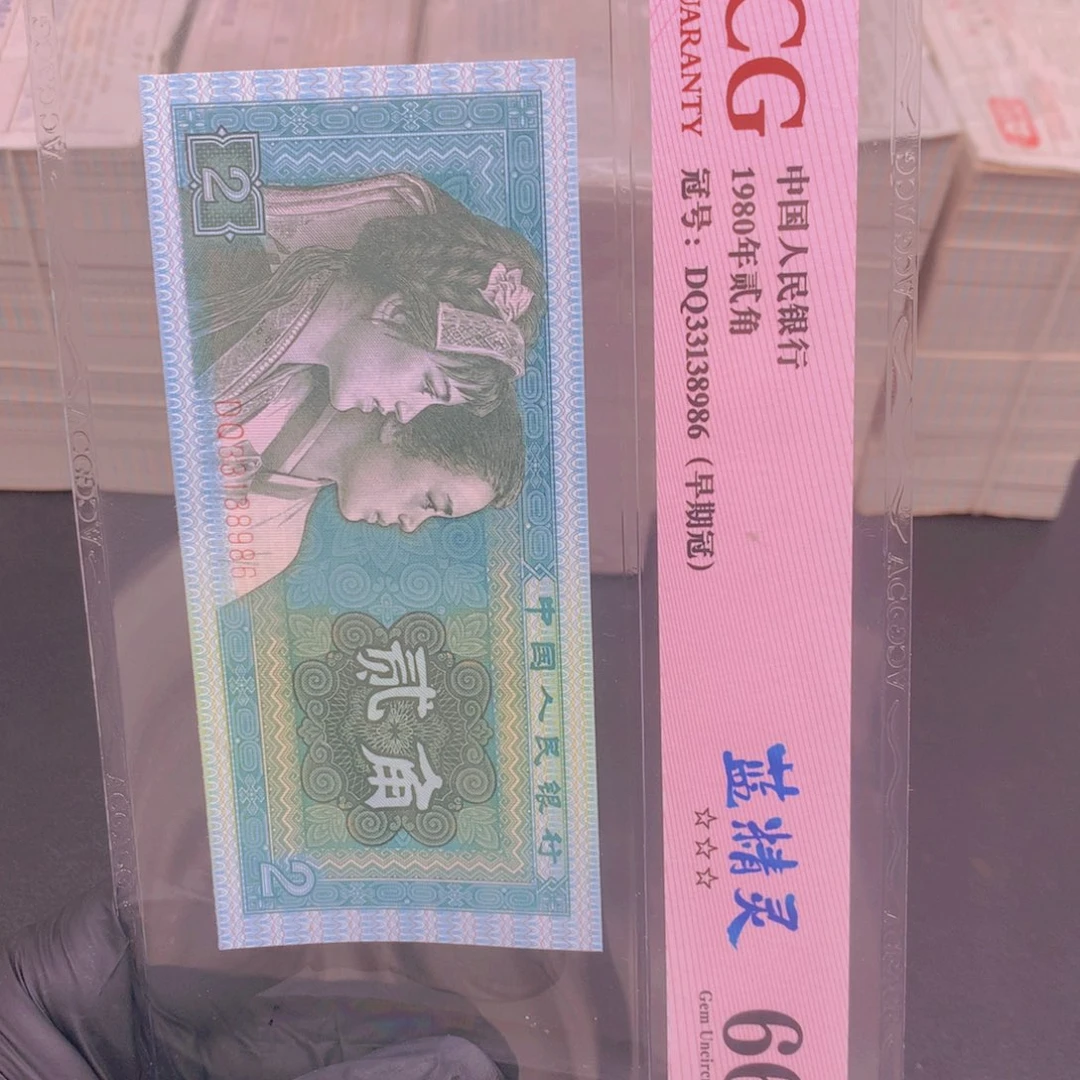 CG
UARANTY
中国人民银行
1980年贰角
冠号：DQ33138986（早期冠）
蓝精灵
☆☆☆
66
Gem Uncirc
中国人民银行
贰角
2
2
DQ33138986